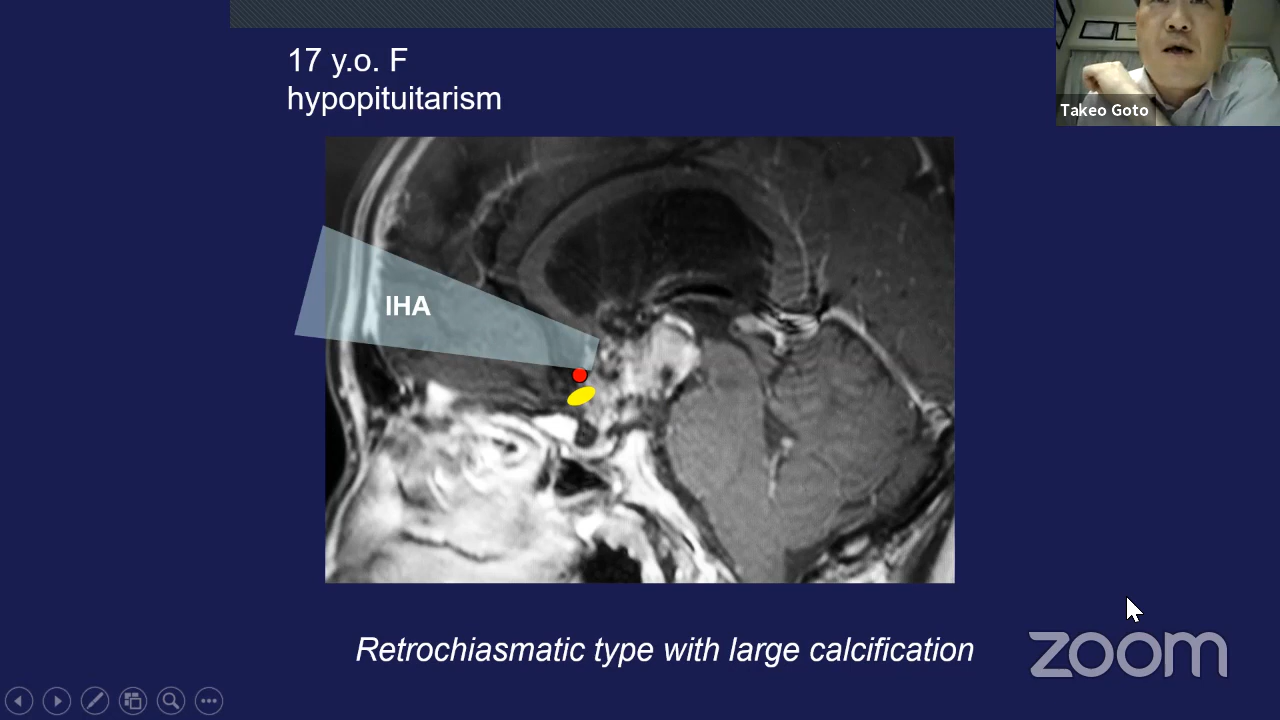 17 y.o. F
hypopituitarism
Takeo Goto
IHA
Retrochiasmatic type with large calcification
zoom